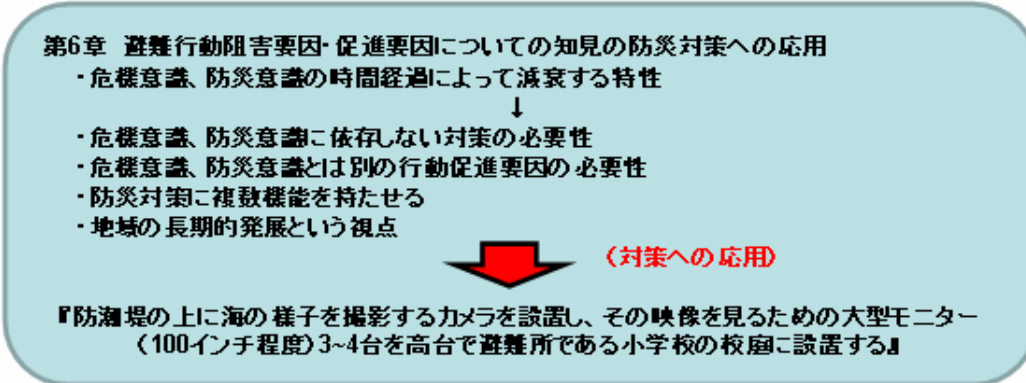 第6章 避難行動阻害要因・促進要因についての知見の防災対策への応用
・危機意識、防災意識の時間経過によって減衰する特性
↓
・危機意識、防災意識に依存しない対策の必要性
・危機意識、防災意識とは別の行動促進要因の必要性
・防災対策に複数機能を持たせる
・地域の長期的発展という視点
（対策への応用）
『防潮堤の上に海の様子を撮影するカメラを設置し、その映像を見るための大型モニター
（100インチ程度）3~4台を高台で避難所である小学校の校庭に設置する』